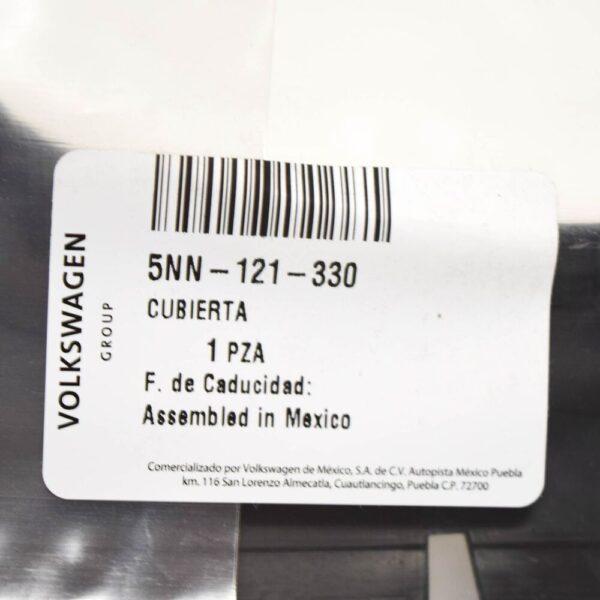 VOLKSWAGEN
GROUP
5NN-121-330
CUBIERTA
1 PZA
F. de Caducidad:
Assembled in Mexico
Comercializado por Volkswagen de México, S.A. de C.V. Autopista México Puebla
km. 116 San Lorenzo Almecatla, Cuautlancingo, Puebla C.P. 72700